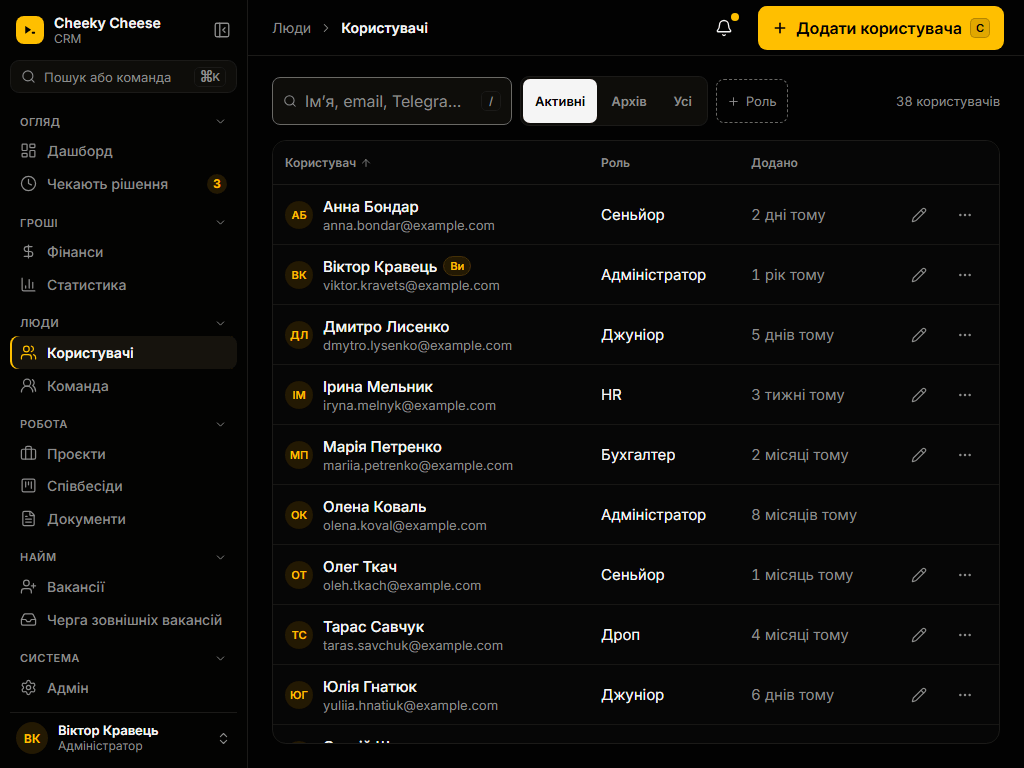 Cheeky Cheese
CRM
Пошук або команда ⌘K
ОГЛЯД
Дашборд
Чекають рішення 3
ГРОШІ
Фінанси
Статистика
ЛЮДИ
Користувачі
Команда
РОБОТА
Проєкти
Співбесіди
Документи
НАЙМ
Вакансії
Черга зовнішніх вакансій
СИСТЕМА
Адмін
ВК
Віктор Кравець
Адміністратор
Люди > Користувачі
+ Додати користувача C
Ім’я, email, Telegra... /
Активні Архів Усі
+ Роль
38 користувачів
Користувач ↑ Роль Додано
АБ Анна Бондар Сеньйор 2 дні тому
anna.bondar@example.com
ВК Віктор Кравець Ви Адміністратор 1 рік тому
viktor.kravets@example.com
ДЛ Дмитро Лисенко Джуніор 5 днів тому
dmytro.lysenko@example.com
ІМ Ірина Мельник HR 3 тижні тому
iryna.melnyk@example.com
МП Марія Петренко Бухгалтер 2 місяці тому
mariia.petrenko@example.com
ОК Олена Коваль Адміністратор 8 місяців тому
olena.koval@example.com
ОТ Олег Ткач Сеньйор 1 місяць тому
oleh.tkach@example.com
ТС Тарас Савчук Дроп 4 місяці тому
taras.savchuk@example.com
ЮГ Юлія Гнатюк Джуніор 6 днів тому
yuliia.hnatiuk@example.com